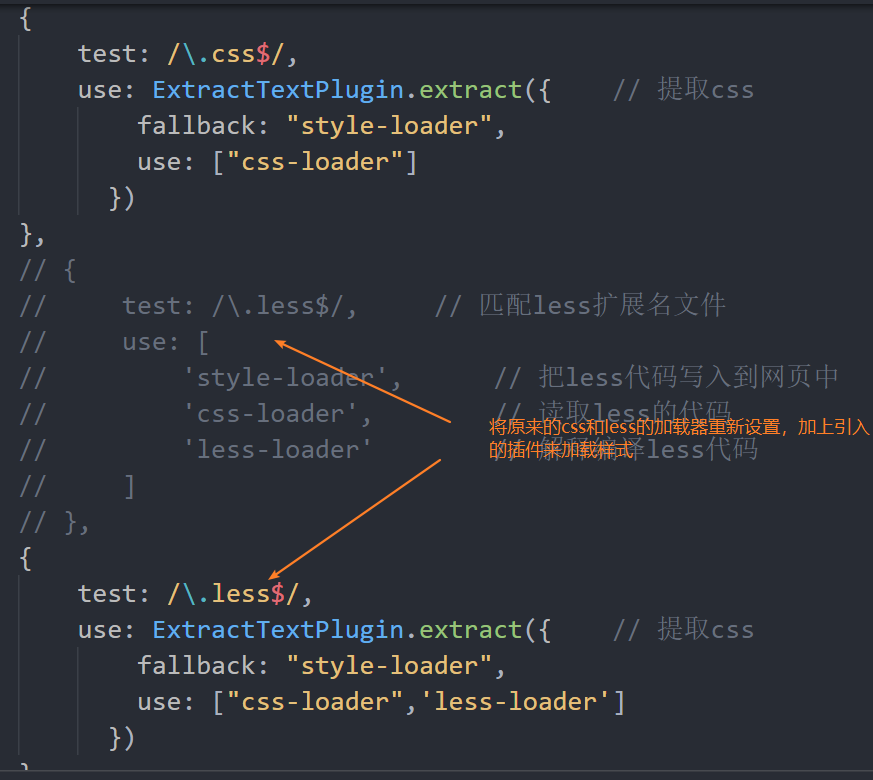 {
test: /\.css$/,
use: ExtractTextPlugin.extract({ // 提取css
fallback: "style-loader",
use: ["css-loader"]
})
},
// {
// test: /\.less$/, // 匹配less扩展名文件
// use: [
// 'style-loader', // 把less代码写入到网页中
// 'css-loader', // 读取less的代码
将原来的css和less的加载器重新设置，加上引入
// 'less-loader' // 解释编译less代码
的插件来加载样式
// ]
// },
{
test: /\.less$/,
use: ExtractTextPlugin.extract({ // 提取css
fallback: "style-loader",
use: ["css-loader",'less-loader']
})
}